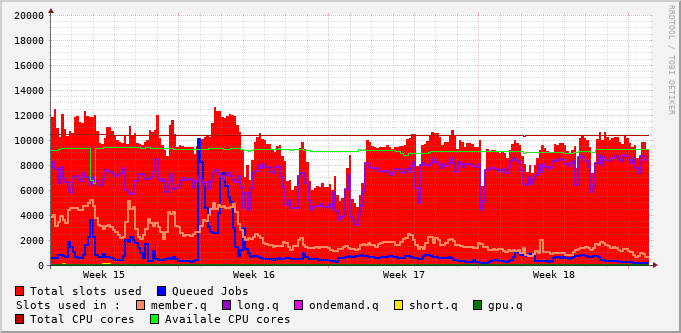 20000
18000
16000
14000
12000
10000
8000
6000
4000
2000
0
Week 15 Week 16 Week 17 Week 18
Total slots used Queued Jobs
Slots used in : member.q long.q ondemand.q short.q gpu.q
Total CPU cores Availale CPU cores
RRDTOOL / TOBI OETIKER